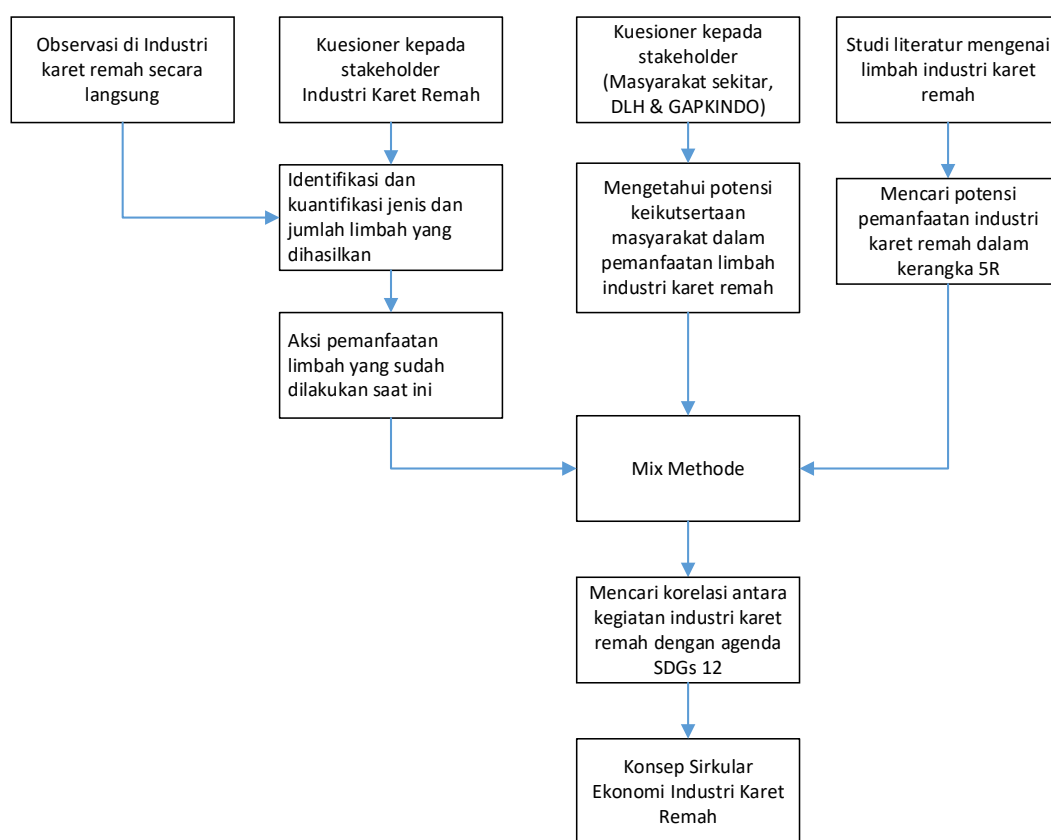 Observasi di Industri
karet remah secara
langsung
Kuesioner kepada
stakeholder
Industri Karet Remah
Kuesioner kepada
stakeholder
(Masyarakat sekitar,
DLH & GAPKINDO)
Studi literatur mengenai
limbah industri karet
remah
Identifikasi dan
kuantifikasi jenis dan
jumlah limbah yang
dihasilkan
Mengetahui potensi
keikutsertaan
masyarakat dalam
pemanfaatan limbah
industri karet remah
Mencari potensi
pemanfaatan industri
karet remah dalam
kerangka 5R
Aksi pemanfaatan
limbah yang sudah
dilakukan saat ini
Mix Methode
Mencari korelasi antara
kegiatan industri karet
remah dengan agenda
SDGs 12
Konsep Sirkular
Ekonomi Industri Karet
Remah